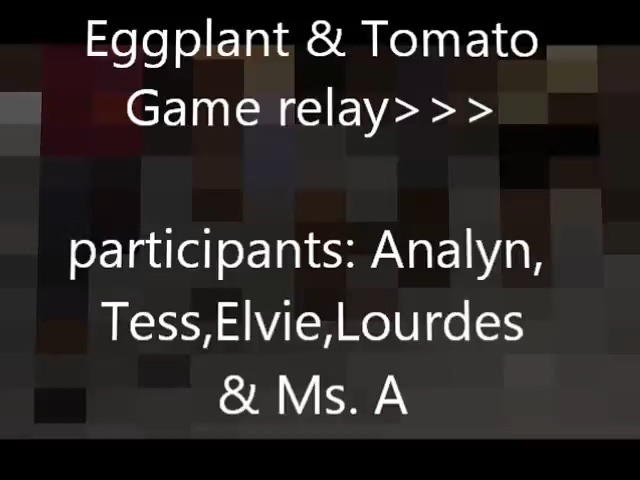 Eggplant & Tomato
Game relay>>>
participants: Analyn,
Tess,Elvie,Lourdes
& Ms. A